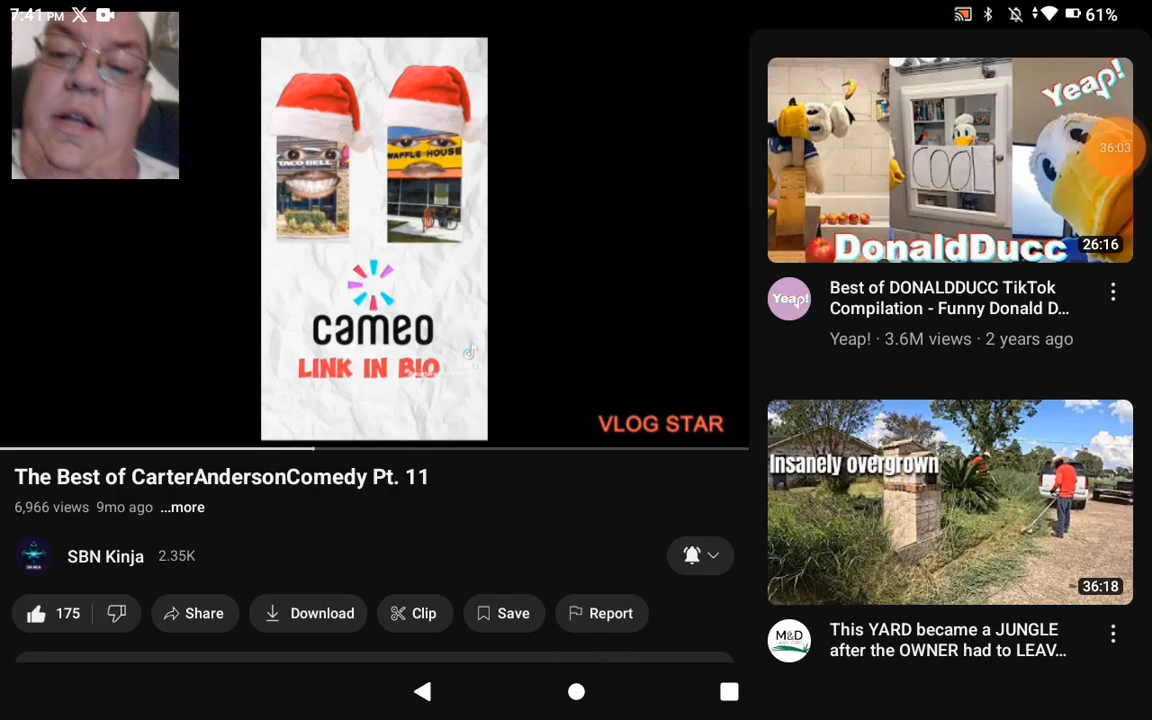 7:41 PM
61%
TACO BELL
WAFFLE HOUSE
cameo
LINK IN BIO
VLOG STAR
Yeap!
COOL
36:03
DonaldDucc
26:16
Yeap!
Best of DONALDDUCC TikTok
Compilation - Funny Donald D...
Yeap! · 3.6M views · 2 years ago
Insanely overgrown
36:18
M&D
This YARD became a JUNGLE
after the OWNER had to LEAV...
The Best of CarterAndersonComedy Pt. 11
6,966 views 9mo ago ...more
SBN Kinja 2.35K
175
Share
Download
Clip
Save
Report